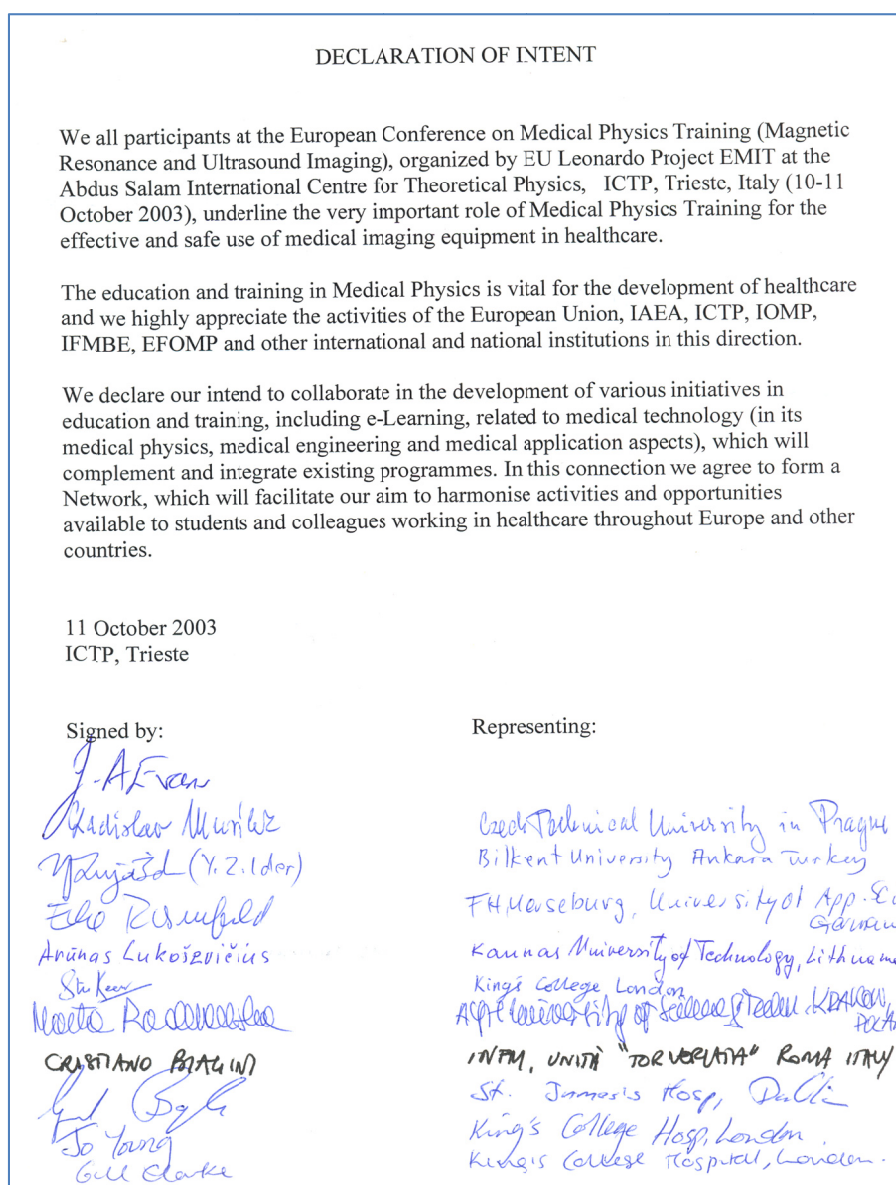 DECLARATION OF INTENT
We all participants at the European Conference on Medical Physics Training (Magnetic
Resonance and Ultrasound Imaging), organized by EU Leonardo Project EMIT at the
Abdus Salam International Centre for Theoretical Physics, ICTP, Trieste, Italy (10-11
October 2003), underline the very important role of Medical Physics Training for the
effective and safe use of medical imaging equipment in healthcare.
The education and training in Medical Physics is vital for the development of healthcare
and we highly appreciate the activities of the European Union, IAEA, ICTP, IOMP,
IFMBE, EFOMP and other international and national institutions in this direction.
We declare our intend to collaborate in the development of various initiatives in
education and training, including e-Learning, related to medical technology (in its
medical physics, medical engineering and medical application aspects), which will
complement and integrate existing programmes. In this connection we agree to form a
Network, which will facilitate our aim to harmonise activities and opportunities
available to students and colleagues working in healthcare throughout Europe and other
countries.
11 October 2003
ICTP, Trieste
Signed by: Representing:
J.A Evans
Czech Technical University in Prague
(Y. Z. Ider) Bilkent University Ankara Turkey
FH Merseburg, University of App. Sc
Arūnas Lukoševičius Kaunas University of Technology, Lithuania
King's College London
University of Science & Techn. KRAKOW,
CRISTIANO INFM, UNITÀ "TOR VERGATA" ROMA ITALY
St. James's Hosp, Dublin
Jo Young King's College Hosp, London.
Gill Clarke King's College Hospital, London.